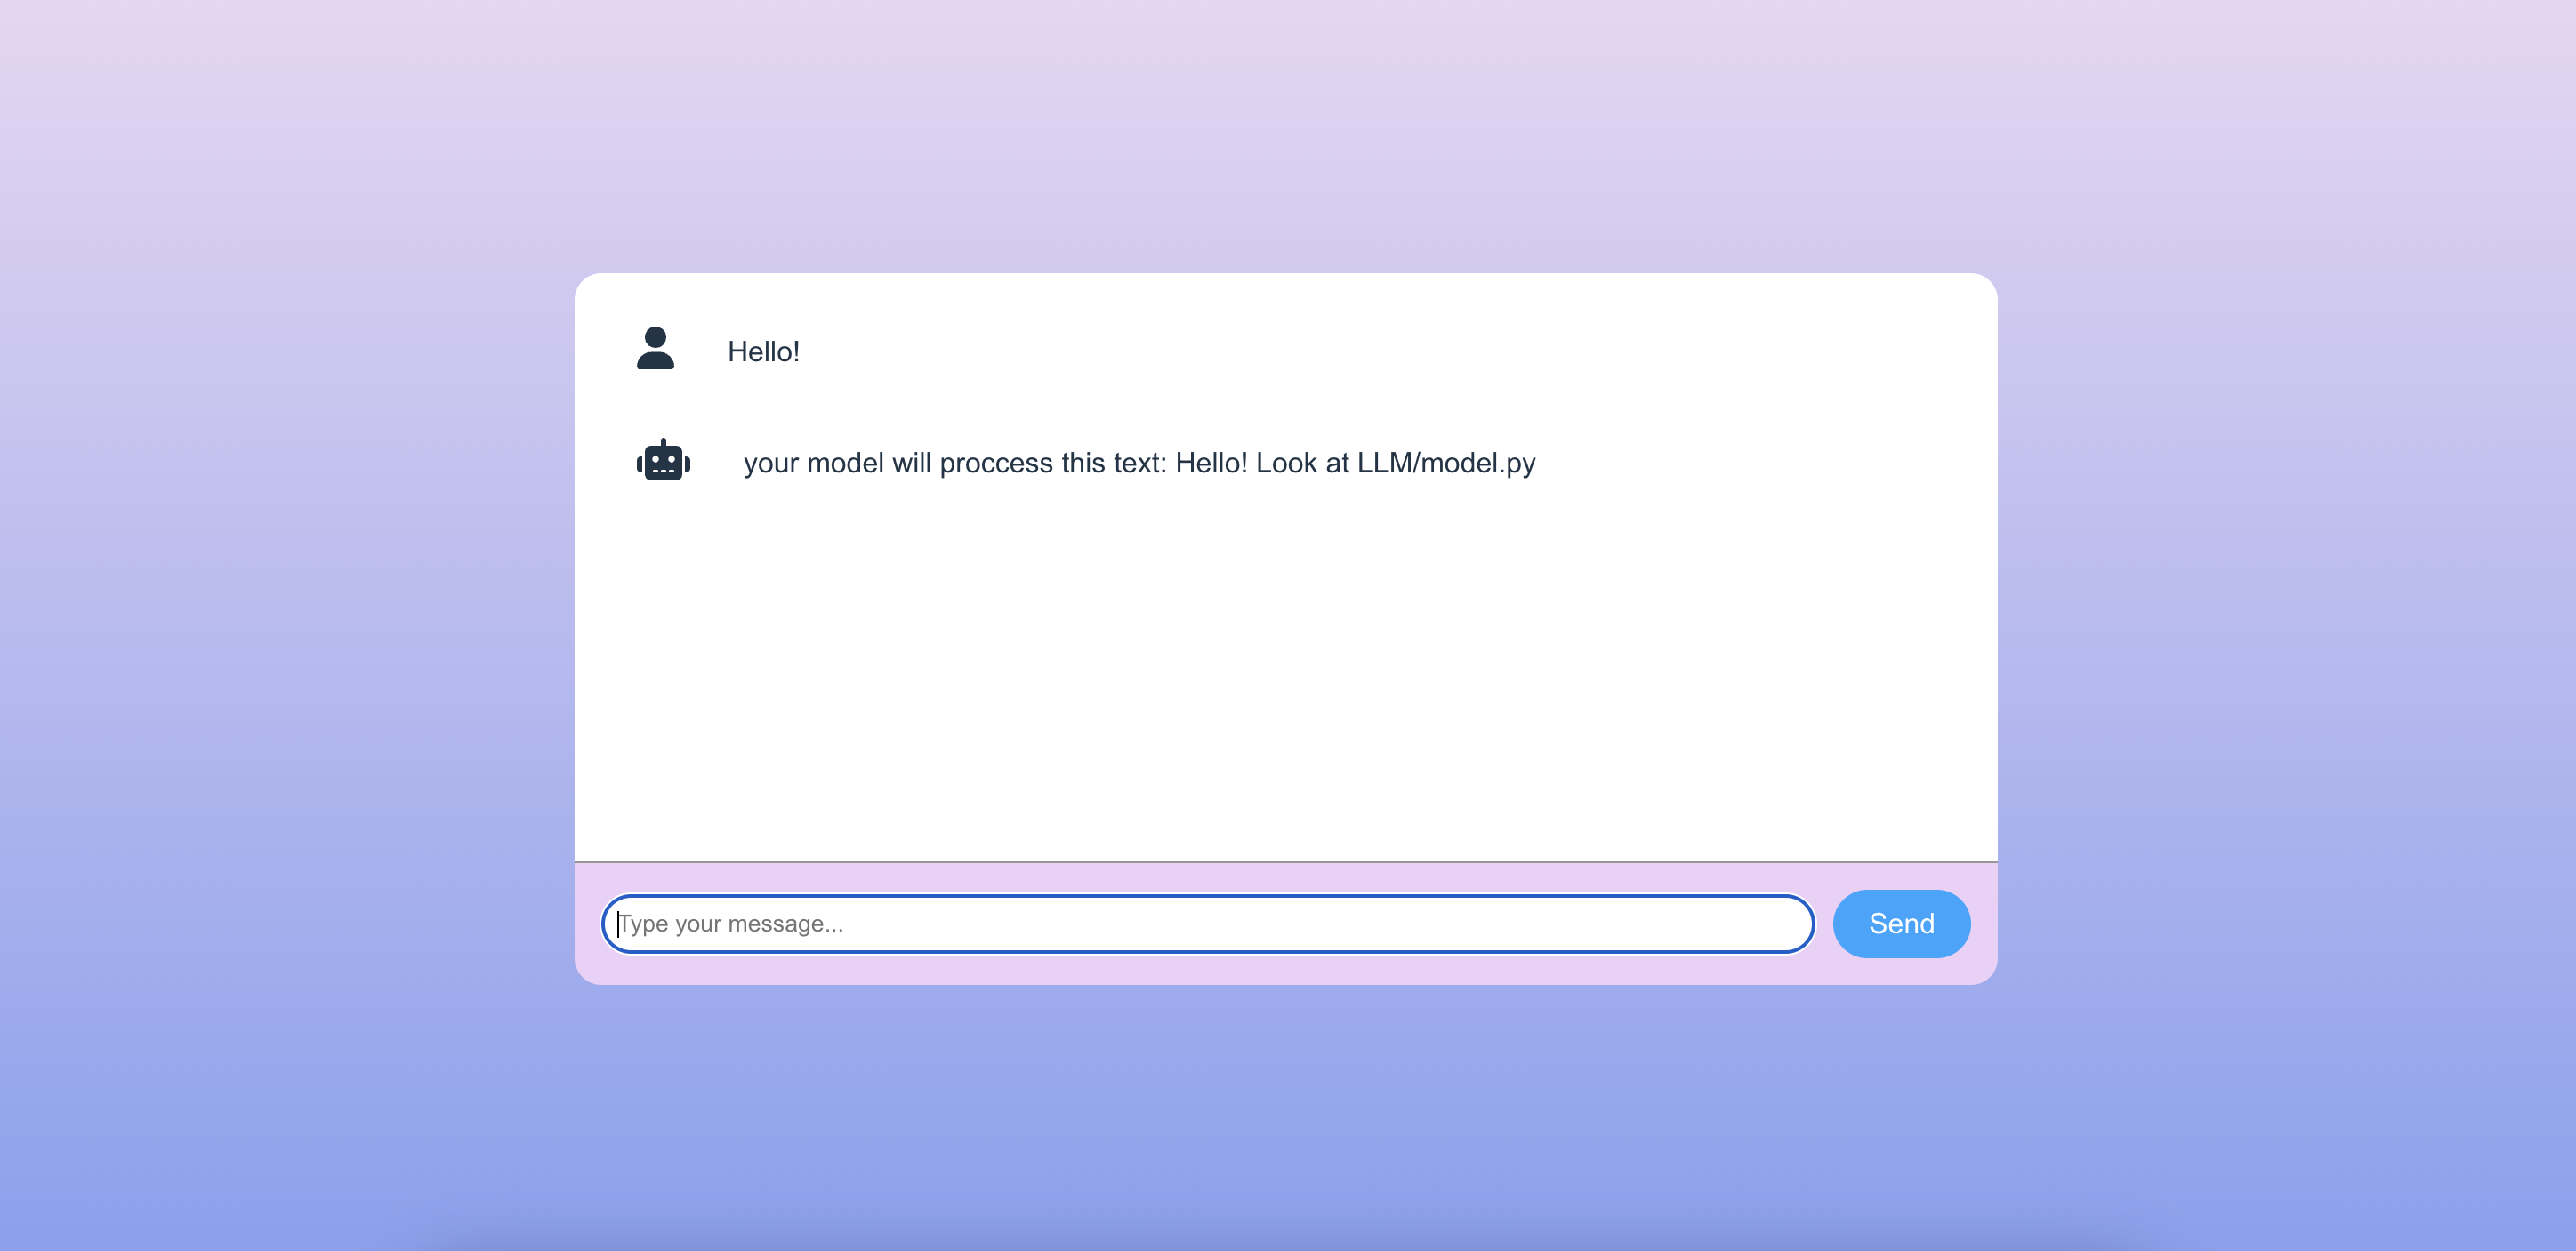 Hello!
your model will proccess this text: Hello! Look at LLM/model.py
Type your message...
Send